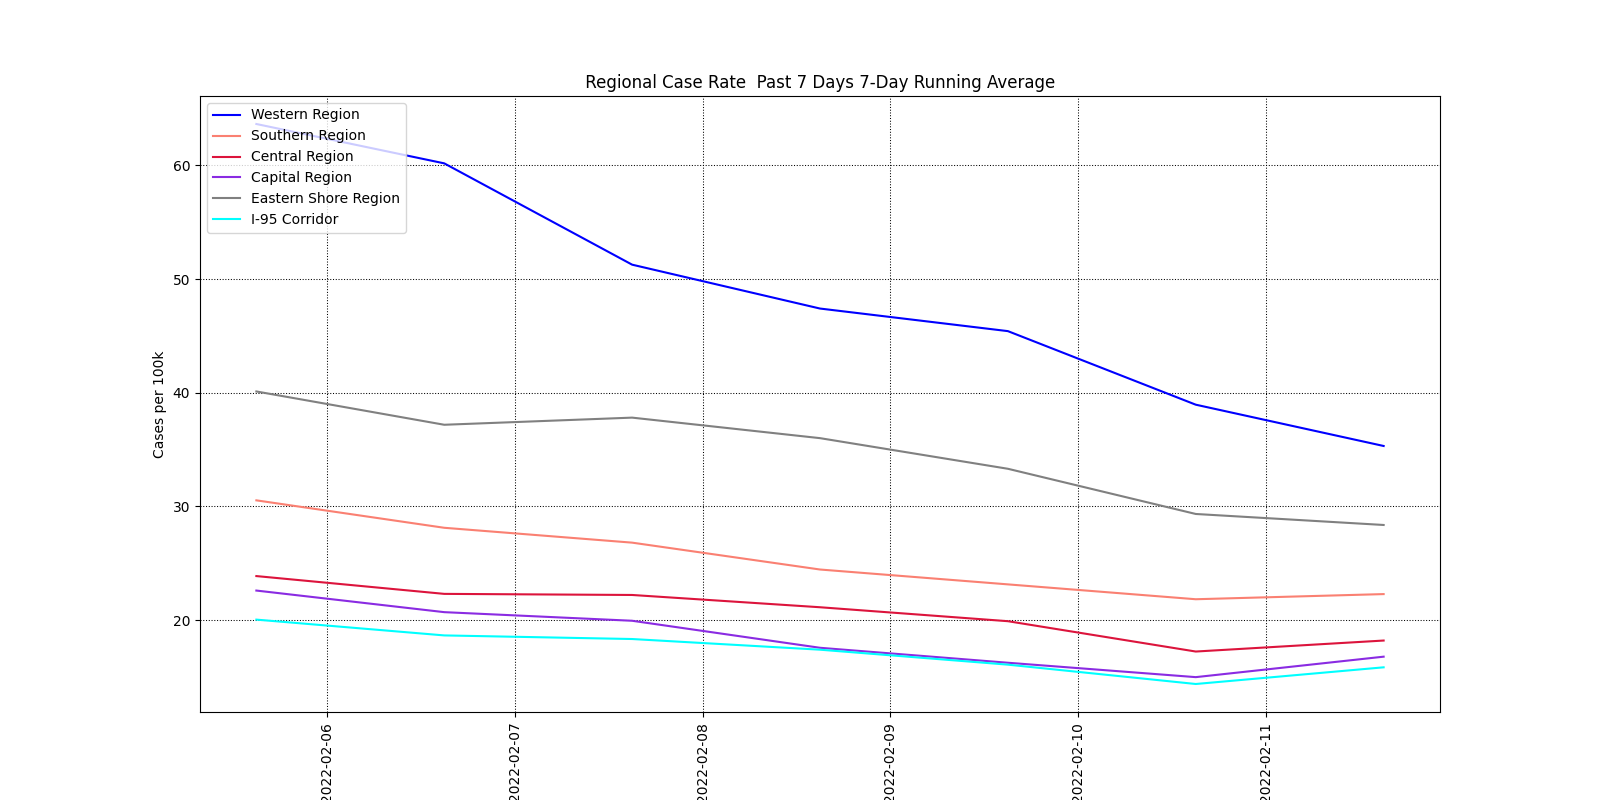 Regional Case Rate  Past 7 Days 7-Day Running Average
Western Region
Southern Region
Central Region
Capital Region
Eastern Shore Region
I-95 Corridor
Cases per 100k
60
50
40
30
20
2022-02-06
2022-02-07
2022-02-08
2022-02-09
2022-02-10
2022-02-11